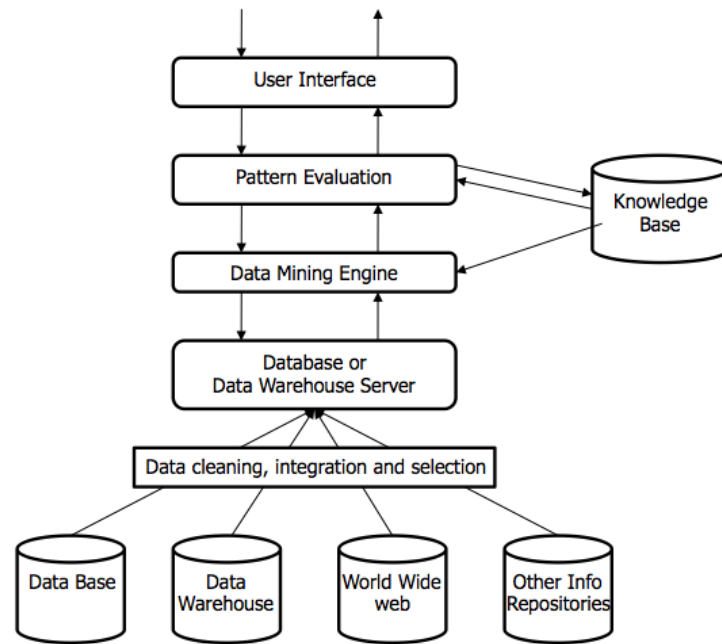 User Interface
Pattern Evaluation
Knowledge
Base
Data Mining Engine
Database or
Data Warehouse Server
Data cleaning, integration and selection
Data Base
Data
Warehouse
World Wide
web
Other Info
Repositories